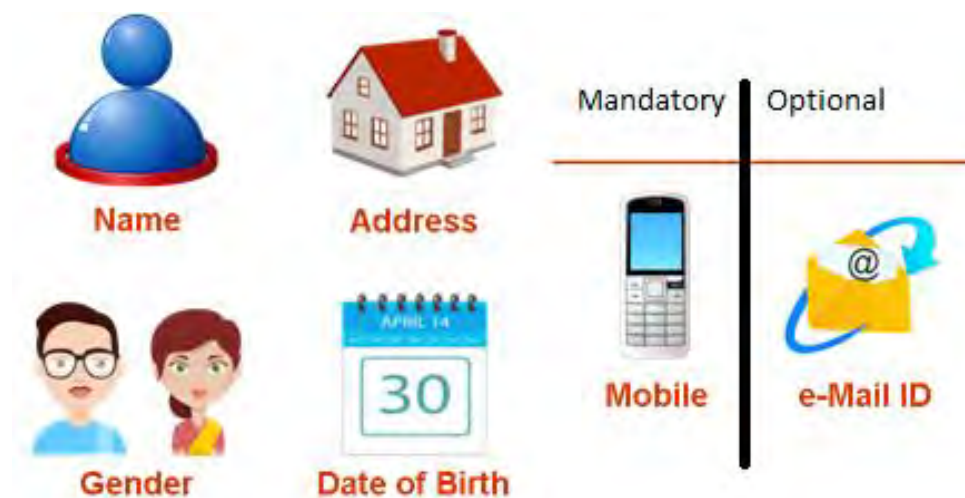 Mandatory
Optional
Name
Address
@
APRIL 14
30
Mobile
e-Mail ID
Gender
Date of Birth